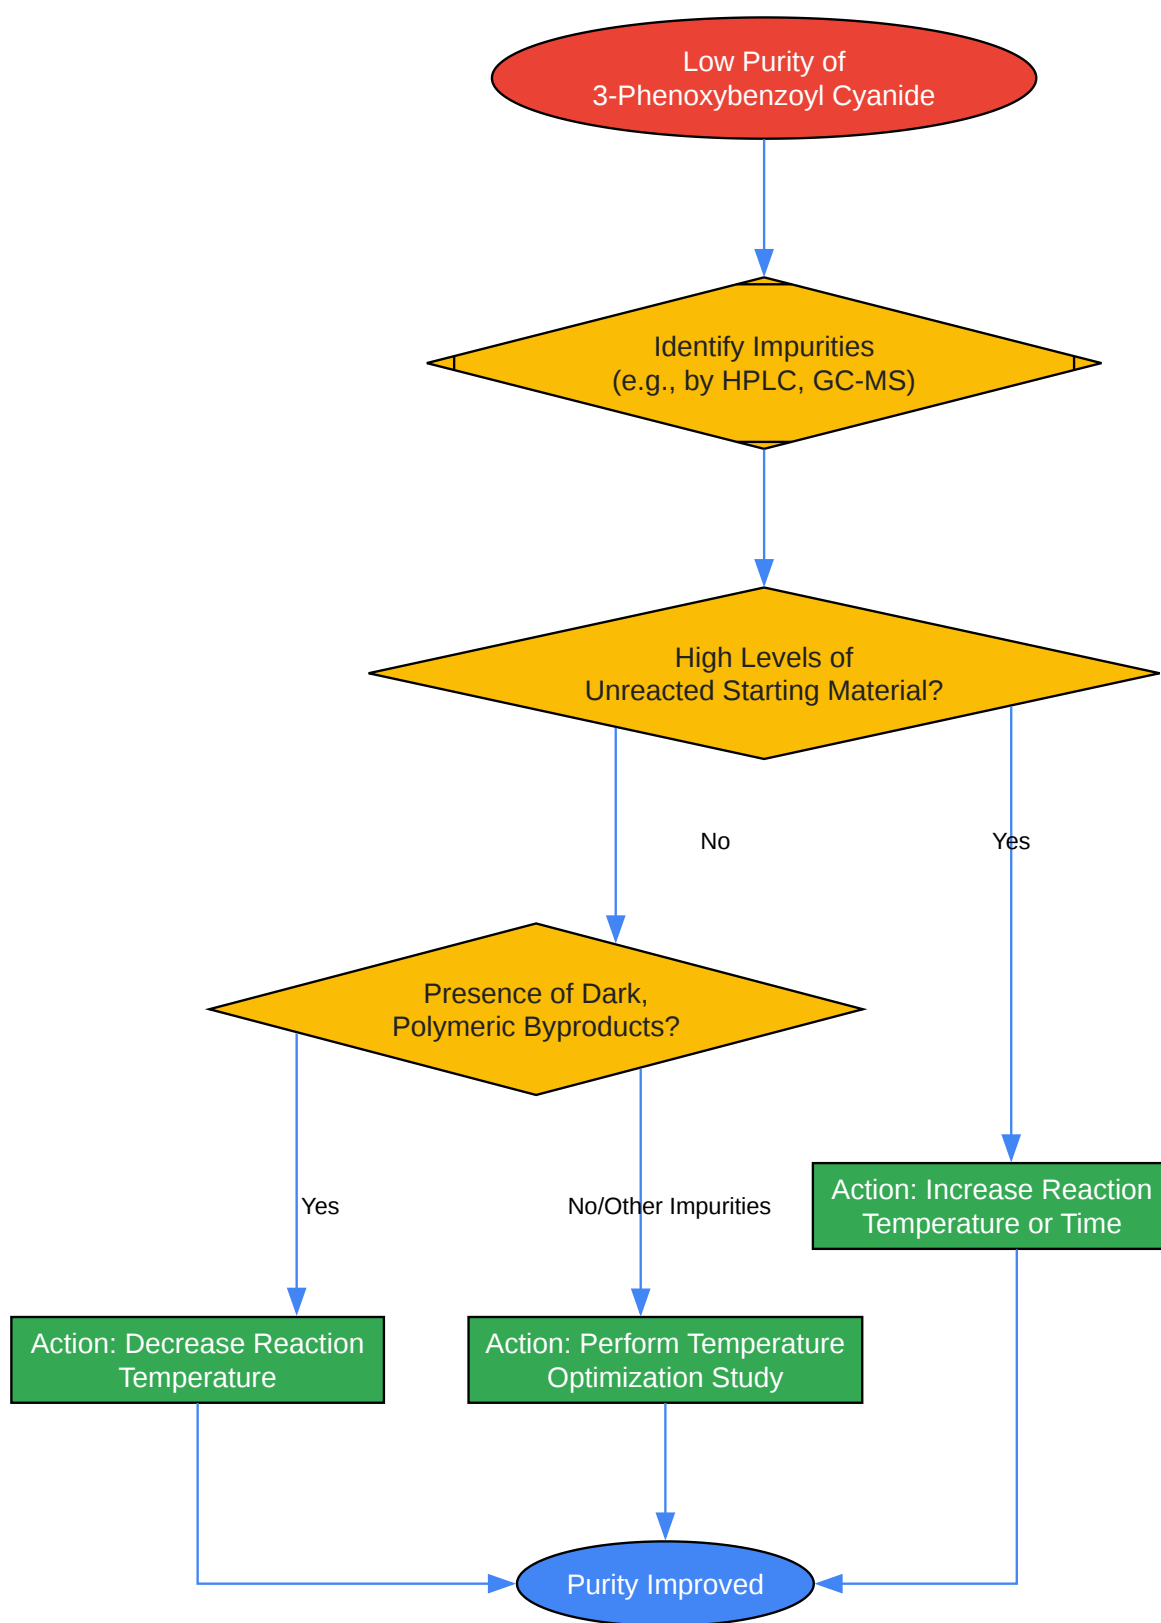 Low Purity of
3-Phenoxybenzoyl Cyanide
Identify Impurities
(e.g., by HPLC, GC-MS)
High Levels of
Unreacted Starting Material?
No
Yes
Presence of Dark,
Polymeric Byproducts?
Yes
No/Other Impurities
Action: Increase Reaction
Temperature or Time
Action: Decrease Reaction
Temperature
Action: Perform Temperature
Optimization Study
Purity Improved